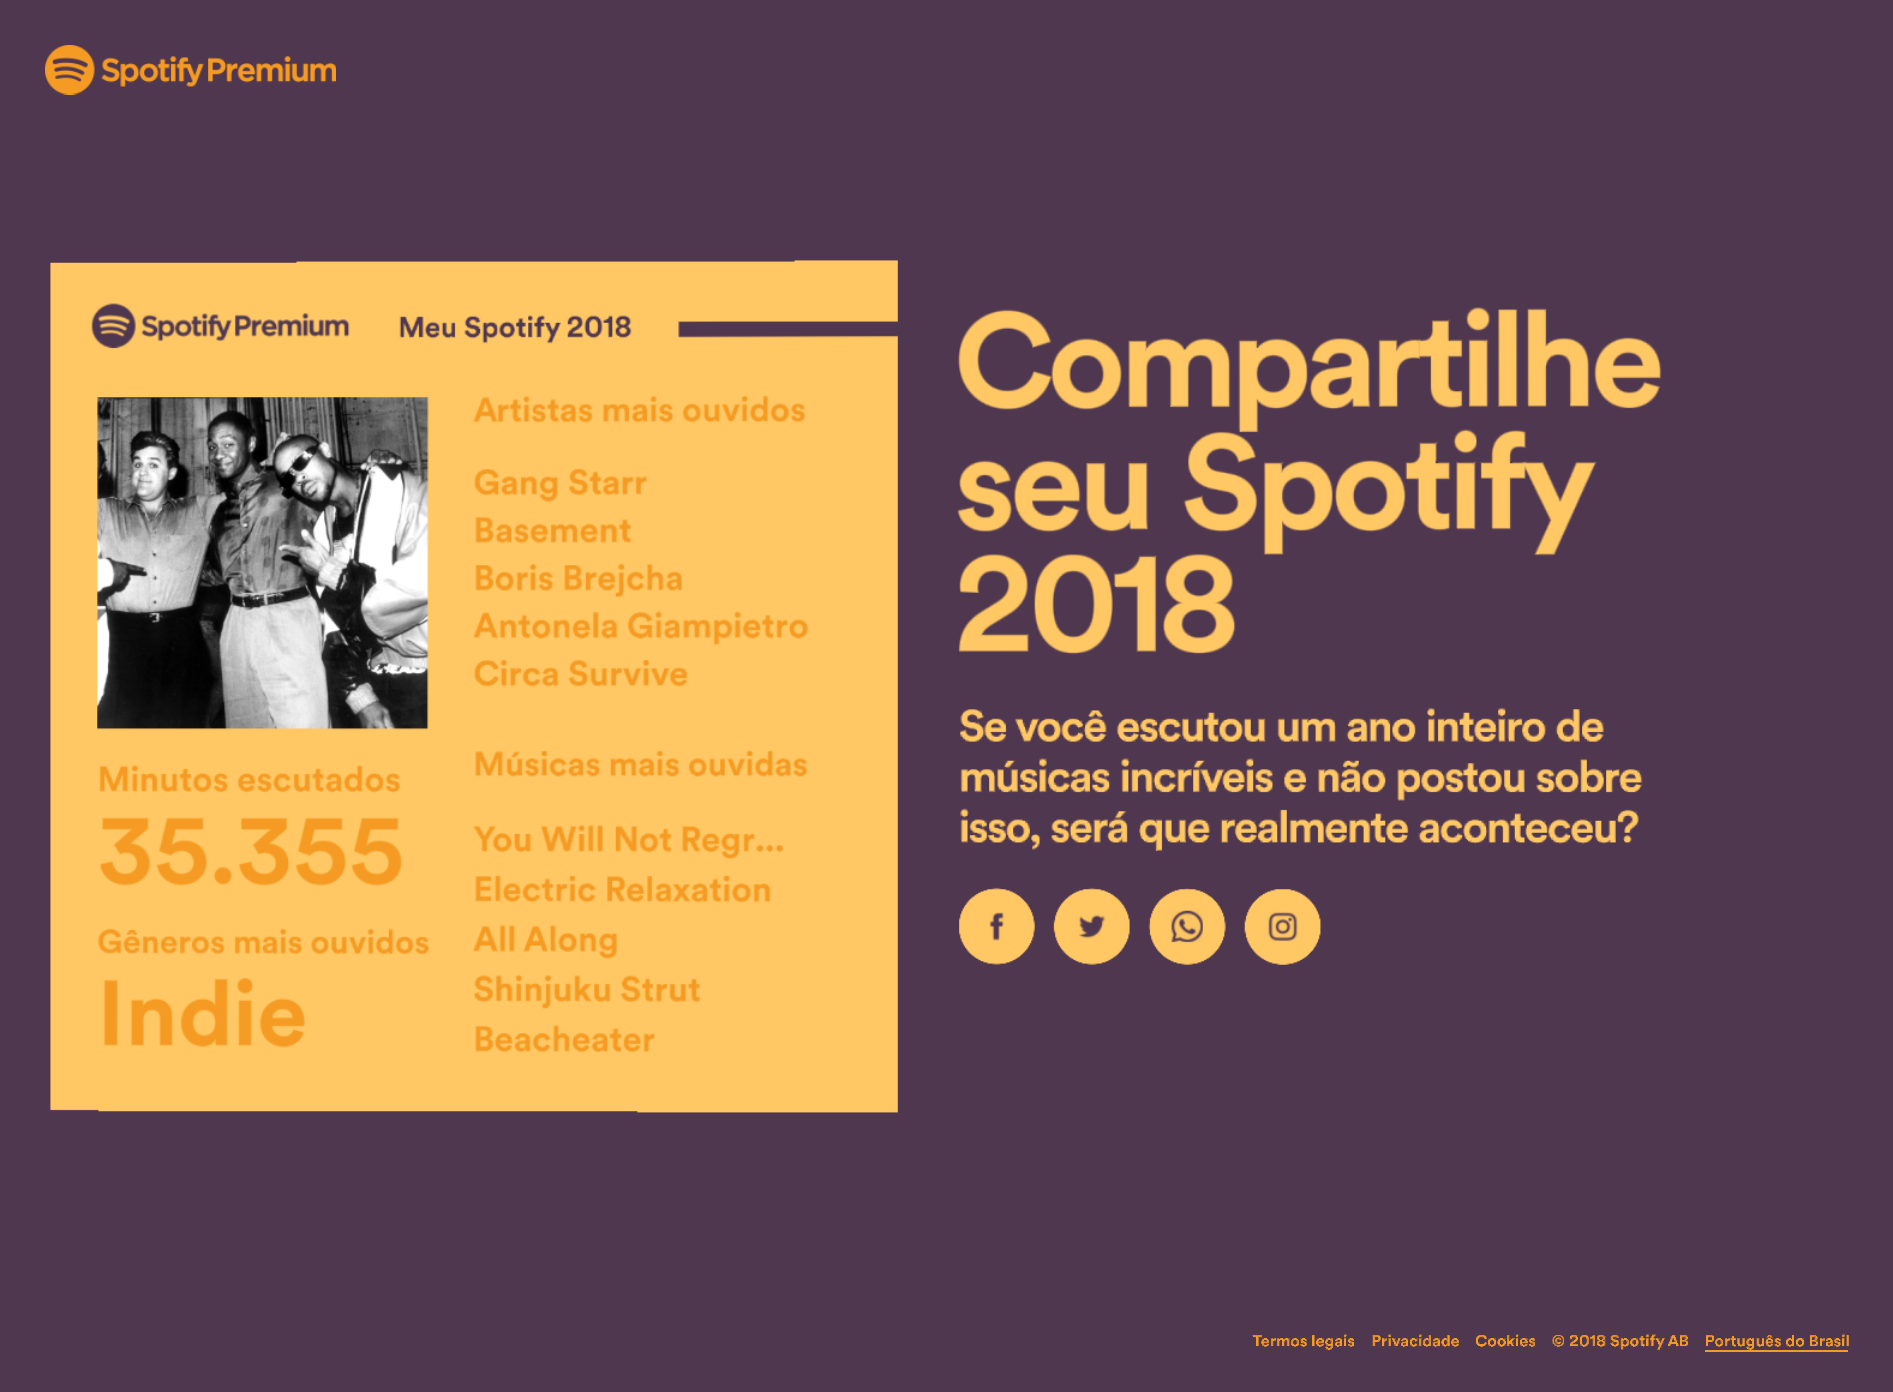 Spotify Premium
Spotify Premium
Meu Spotify 2018
Artistas mais ouvidos
Gang Starr
Basement
Boris Brejcha
Antonela Giampietro
Circa Survive
Minutos escutados
35.355
Gêneros mais ouvidos
Indie
Músicas mais ouvidas
You Will Not Regr...
Electric Relaxation
All Along
Shinjuku Strut
Beacheater
Compartilhe
seu Spotify
2018
Se você escutou um ano inteiro de
músicas incríveis e não postou sobre
isso, será que realmente aconteceu?
Termos legais Privacidade Cookies © 2018 Spotify AB Português do Brasil